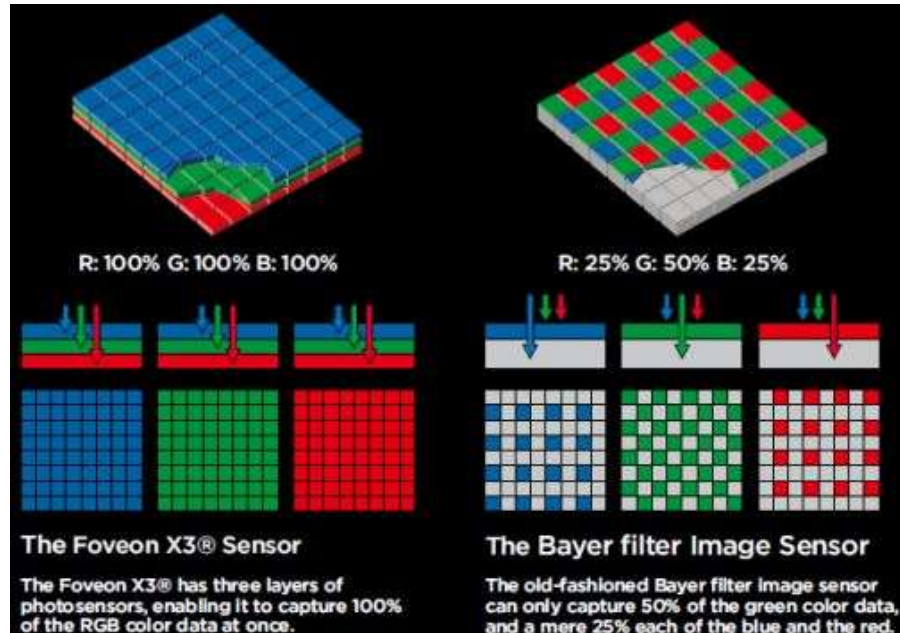 R: 100% G: 100% B: 100%
R: 25% G: 50% B: 25%
The Foveon X3® Sensor
The Foveon X3® has three layers of
photosensors, enabling it to capture 100%
of the RGB color data at once.
The Bayer filter Image Sensor
The old-fashioned Bayer filter image sensor
can only capture 50% of the green color data,
and a mere 25% each of the blue and the red.